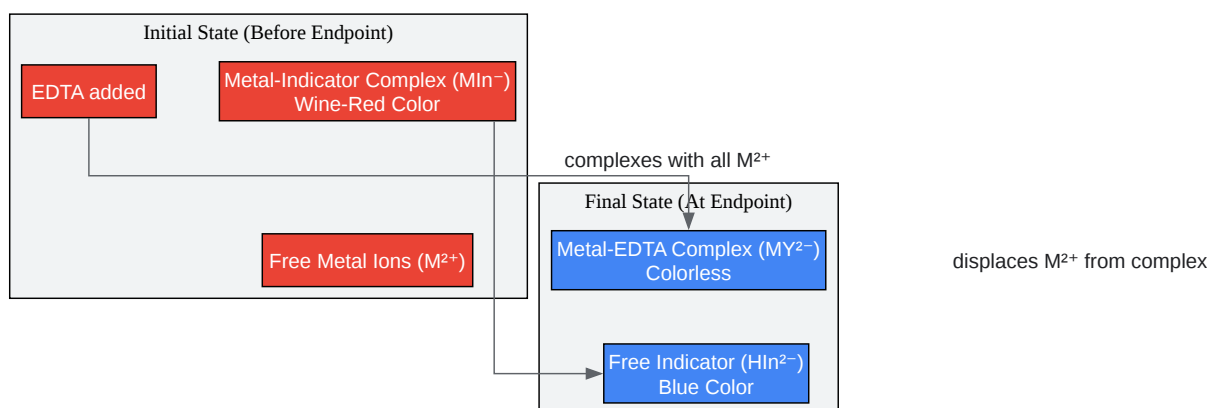 Initial State (Before Endpoint)
EDTA added
Metal-Indicator Complex (MIn⁻)
Wine-Red Color
Free Metal Ions (M²⁺)
complexes with all M²⁺
Final State (At Endpoint)
Metal-EDTA Complex (MY²⁻)
Colorless
displaces M²⁺ from complex
Free Indicator (HIn²⁻)
Blue Color